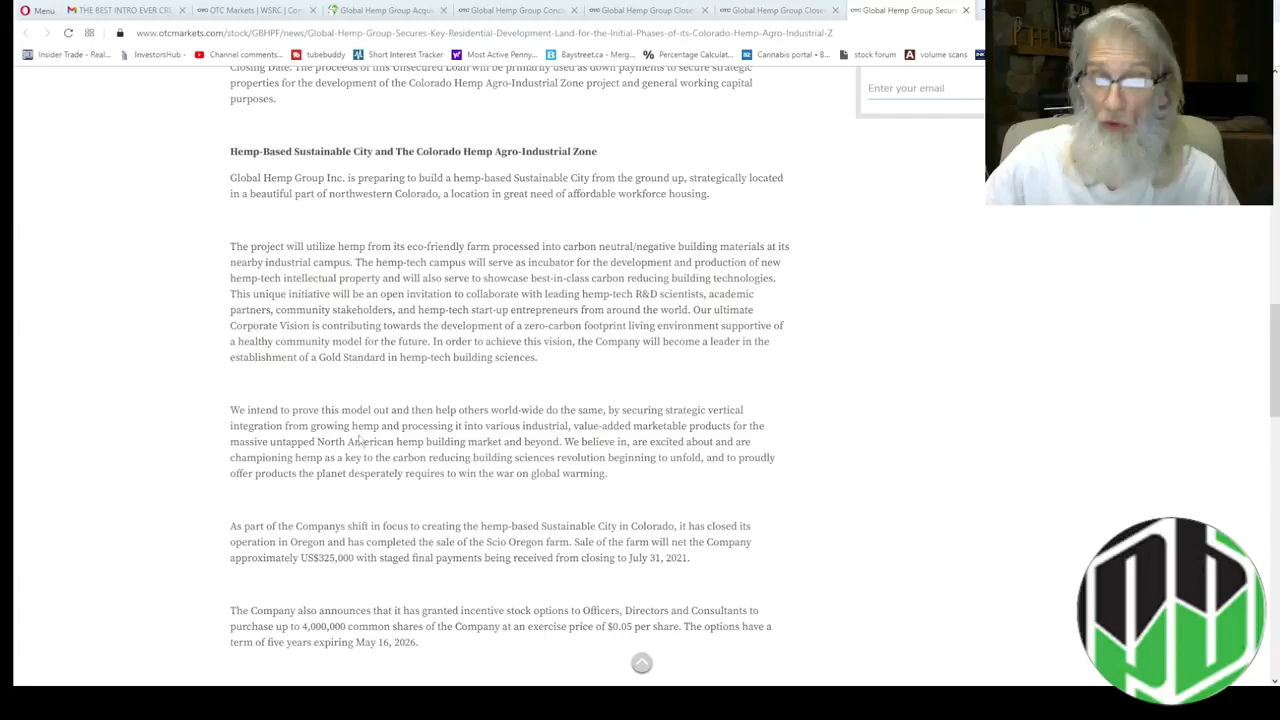 Menu
THE BEST INTRO EVER.CRE
OTC Markets | WSRC | Con
Global Hemp Group Acqu
Global Hemp Group Conc
Global Hemp Group Close
Global Hemp Group Close
Global Hemp Group Secur
www.otcmarkets.com/stock/GBHPF/news/Global-Hemp-Group-Secures-Key-Residential-Development-Land-for-the-Initial-Phases-of-its-Colorado-Hemp-Agro-Industrial-Z
Insider Trade - Real...
InvestorsHub
Channel comments...
tubebuddy
Short Interest Tracker
Most Active Penny...
Baystreet.ca - Merg...
Percentage Calculat...
Cannabis portal - b...
stock forum
volume scans
Closing Date. The proceeds of this Unsecured Loan will be primarily used as down payments to secure strategic
properties for the development of the Colorado Hemp Agro-Industrial Zone project and general working capital
purposes.
Enter your email
Hemp-Based Sustainable City and The Colorado Hemp Agro-Industrial Zone
Global Hemp Group Inc. is preparing to build a hemp-based Sustainable City from the ground up, strategically located
in a beautiful part of northwestern Colorado, a location in great need of affordable workforce housing.
The project will utilize hemp from its eco-friendly farm processed into carbon neutral/negative building materials at its
nearby industrial campus. The hemp-tech campus will serve as incubator for the development and production of new
hemp-tech intellectual property and will also serve to showcase best-in-class carbon reducing building technologies.
This unique initiative will be an open invitation to collaborate with leading hemp-tech R&D scientists, academic
partners, community stakeholders, and hemp-tech start-up entrepreneurs from around the world. Our ultimate
Corporate Vision is contributing towards the development of a zero-carbon footprint living environment supportive of
a healthy community model for the future. In order to achieve this vision, the Company will become a leader in the
establishment of a Gold Standard in hemp-tech building sciences.
We intend to prove this model out and then help others world-wide do the same, by securing strategic vertical
integration from growing hemp and processing it into various industrial, value-added marketable products for the
massive untapped North American hemp building market and beyond. We believe in, are excited about and are
championing hemp as a key to the carbon reducing building sciences revolution beginning to unfold, and to proudly
offer products the planet desperately requires to win the war on global warming.
As part of the Companys shift in focus to creating the hemp-based Sustainable City in Colorado, it has closed its
operation in Oregon and has completed the sale of the Scio Oregon farm. Sale of the farm will net the Company
approximately US$325,000 with staged final payments being received from closing to July 31, 2021.
The Company also announces that it has granted incentive stock options to Officers, Directors and Consultants to
purchase up to 4,000,000 common shares of the Company at an exercise price of $0.05 per share. The options have a
term of five years expiring May 16, 2026.